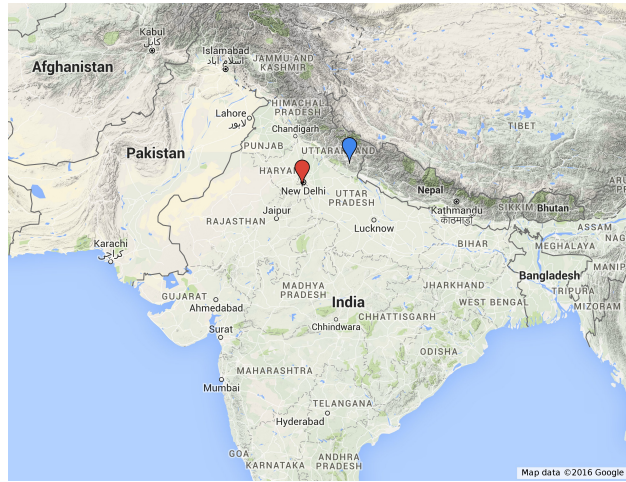 Kabul
کابل
Afghanistan
Islamabad
اسلام آباد
JAMMU AND
KASHMIR
HIMACHAL
PRADESH
Lahore
لاہور
Chandigarh
TIBET
PUNJAB
UTTARAKHAND
Pakistan
HARYANA
New Delhi
Nepal
UTTAR
PRADESH
SIKKIM
Bhutan
Jaipur
Kathmandu
काठमाडौं
RAJASTHAN
Lucknow
ASSAM
NAG
Karachi
کراچی
BIHAR
MEGHALAYA
MANIP
Bangladesh
TRIPURA
MIZORAM
GUJARAT
Ahmedabad
MADHYA
PRADESH
JHARKHAND
India
WEST BENGAL
CHHATTISGARH
Chhindwara
Surat
ODISHA
MAHARASHTRA
Mumbai
TELANGANA
Hyderabad
GOA
KARNATAKA
ANDHRA
PRADESH
Map data ©2016 Google